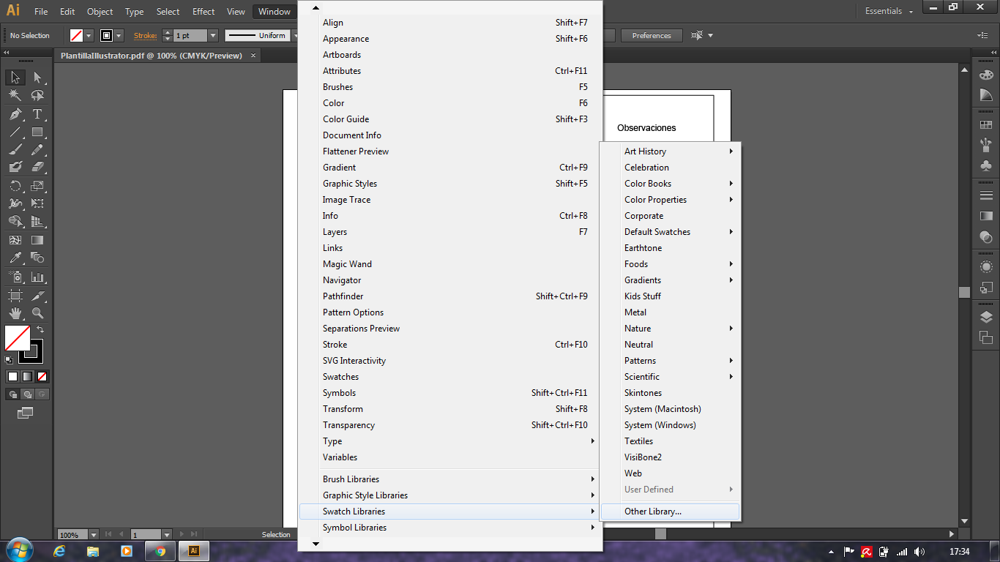 Ai File Edit Object Type Select Effect View Window Essentials
No Selection Stroke: 1 pt Uniform Preferences
PlantillaIllustrator.pdf @ 100% (CMYK/Preview) ×
Align Shift+F7
Appearance Shift+F6
Artboards
Attributes Ctrl+F11
Brushes F5
Color F6
Color Guide Shift+F3
Document Info
Flattener Preview
Gradient Ctrl+F9
Graphic Styles Shift+F5
Image Trace
Info Ctrl+F8
Layers F7
Links
Magic Wand
Navigator
Pathfinder Shift+Ctrl+F9
Pattern Options
Separations Preview
Stroke Ctrl+F10
SVG Interactivity
Swatches
Symbols Shift+Ctrl+F11
Transform Shift+F8
Transparency Shift+Ctrl+F10
Type
Variables
Brush Libraries
Graphic Style Libraries
Swatch Libraries
Symbol Libraries
Observaciones
Art History
Celebration
Color Books
Color Properties
Corporate
Default Swatches
Earthtone
Foods
Gradients
Kids Stuff
Metal
Nature
Neutral
Patterns
Scientific
Skintones
System (Macintosh)
System (Windows)
Textiles
VisiBone2
Web
User Defined
Other Library...
100% 1 Selection
Ai 17:34